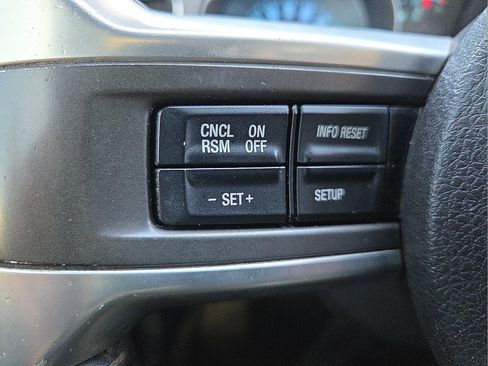 CNCL ON
RSM OFF
INFO RESET
- SET +
SETUP